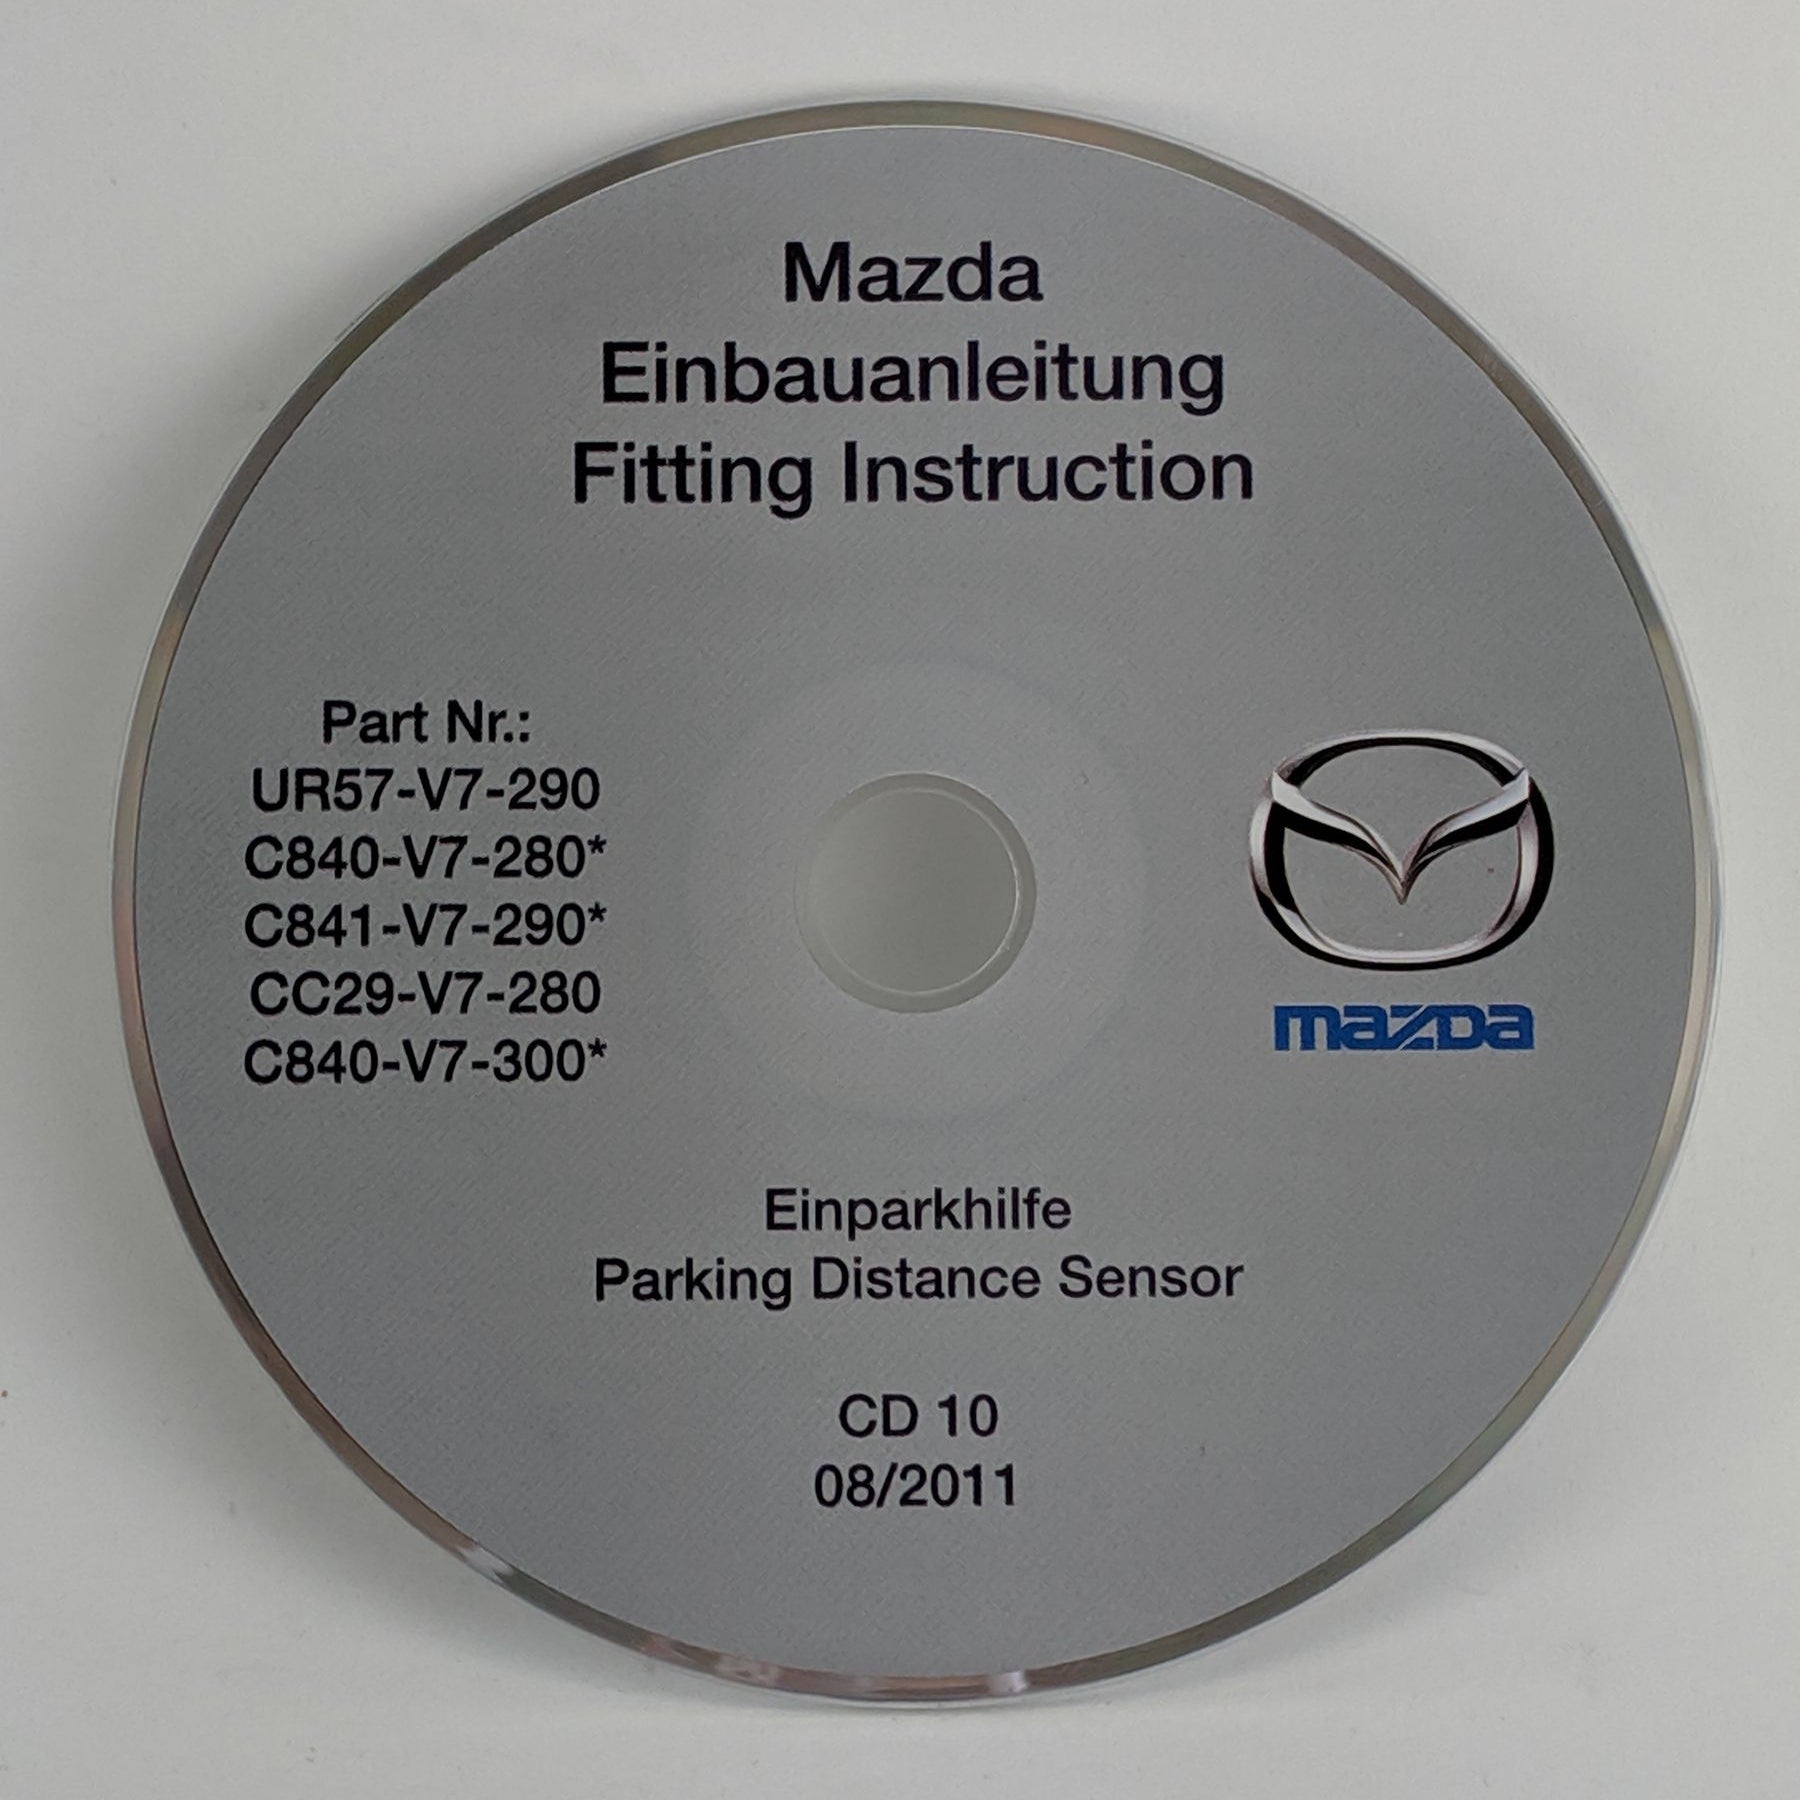 Mazda
Einbauanleitung
Fitting Instruction
Part Nr.:
UR57-V7-290
C840-V7-280*
C841-V7-290*
CC29-V7-280
C840-V7-300*
mazda
Einparkhilfe
Parking Distance Sensor
CD 10
08/2011